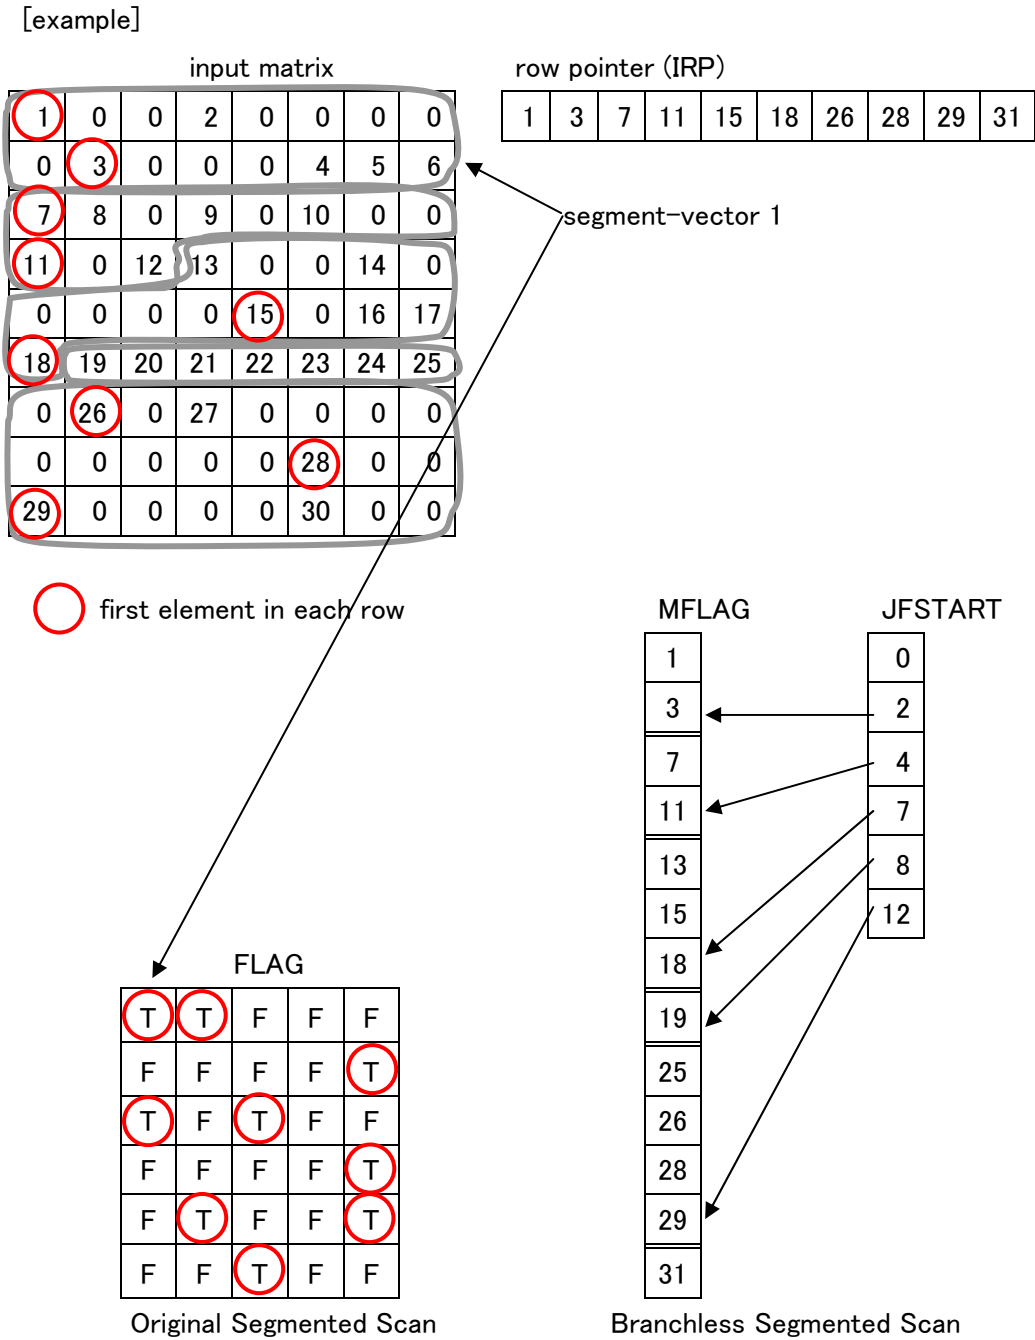 [example]
input matrix
row pointer (IRP)
1 3 7 11 15 18 26 28 29 31
1 0 0 2 0 0 0 0
0 3 0 0 0 4 5 6
7 8 0 9 0 10 0 0
11 0 12 13 0 0 14 0
0 0 0 0 15 0 16 17
18 19 20 21 22 23 24 25
0 26 0 27 0 0 0 0
0 0 0 0 0 28 0 0
29 0 0 0 0 30 0 0
segment-vector 1
first element in each row
MFLAG
1
3
7
11
13
15
18
19
25
26
28
29
31
JFSTART
0
2
4
7
8
12
FLAG
T T F F F
F F F F T
T F T F F
F F F F T
F T F F T
F F T F F
Original Segmented Scan
Branchless Segmented Scan